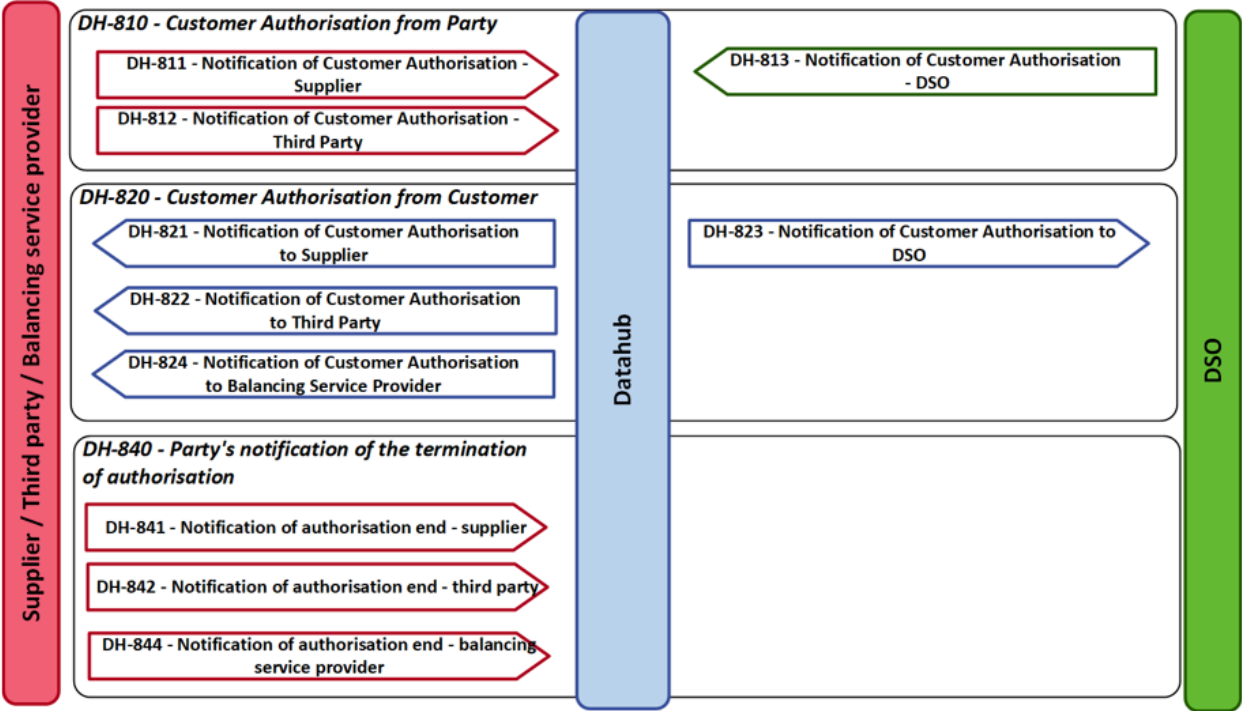 Supplier / Third party / Balancing service provider
DH-810 - Customer Authorisation from Party
DH-811 - Notification of Customer Authorisation -
Supplier
DH-812 - Notification of Customer Authorisation -
Third Party
DH-813 - Notification of Customer Authorisation
- DSO
DH-820 - Customer Authorisation from Customer
DH-821 - Notification of Customer Authorisation
to Supplier
DH-822 - Notification of Customer Authorisation
to Third Party
DH-824 - Notification of Customer Authorisation
to Balancing Service Provider
DH-823 - Notification of Customer Authorisation to
DSO
DH-840 - Party's notification of the termination
of authorisation
DH-841 - Notification of authorisation end - supplier
DH-842 - Notification of authorisation end - third party
DH-844 - Notification of authorisation end - balancing
service provider
Datahub
DSO